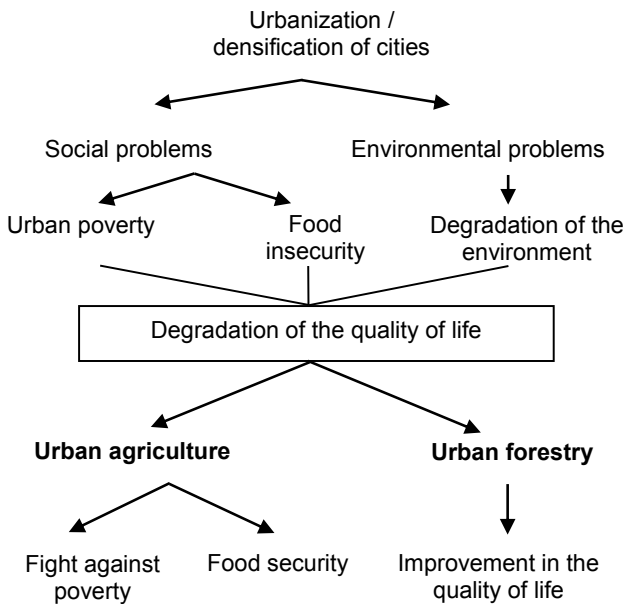 Urbanization /
densification of cities
Social problems
Environmental problems
Urban poverty
Food
insecurity
Degradation of the
environment
Degradation of the quality of life
Urban agriculture
Urban forestry
Fight against
poverty
Food security
Improvement in the
quality of life